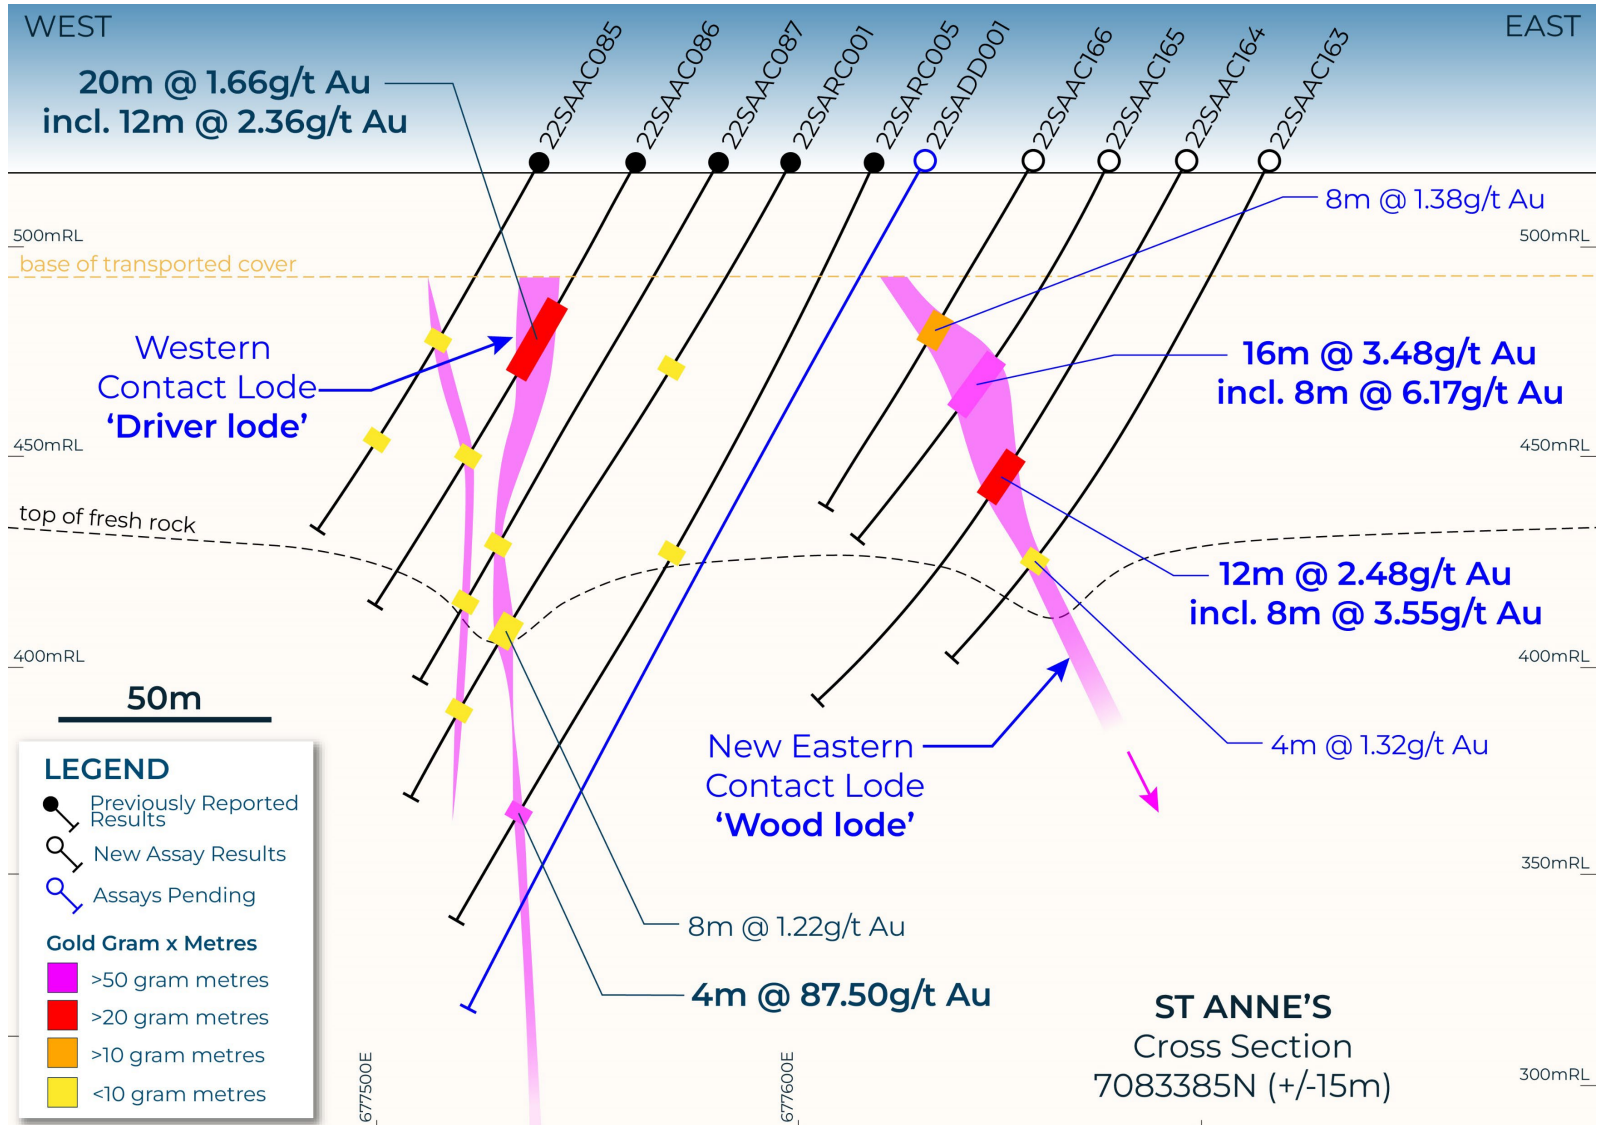 WEST
EAST
20m @ 1.66g/t Au
incl. 12m @ 2.36g/t Au
22SAAC085
22SAAC086
22SAAC087
22SARC001
22SARC005
22SADD001
22SAAC166
22SAAC165
22SAAC164
22SAAC163
8m @ 1.38g/t Au
500mRL
500mRL
base of transported cover
Western
Contact Lode
‘Driver lode’
16m @ 3.48g/t Au
incl. 8m @ 6.17g/t Au
450mRL
450mRL
top of fresh rock
12m @ 2.48g/t Au
incl. 8m @ 3.55g/t Au
400mRL
400mRL
50m
New Eastern
Contact Lode
‘Wood lode’
4m @ 1.32g/t Au
LEGEND
Previously Reported
Results
New Assay Results
Assays Pending
Gold Gram x Metres
>50 gram metres
>20 gram metres
>10 gram metres
<10 gram metres
350mRL
8m @ 1.22g/t Au
4m @ 87.50g/t Au
ST ANNE’S
Cross Section
7083385N (+/-15m)
300mRL
677500E
677600E